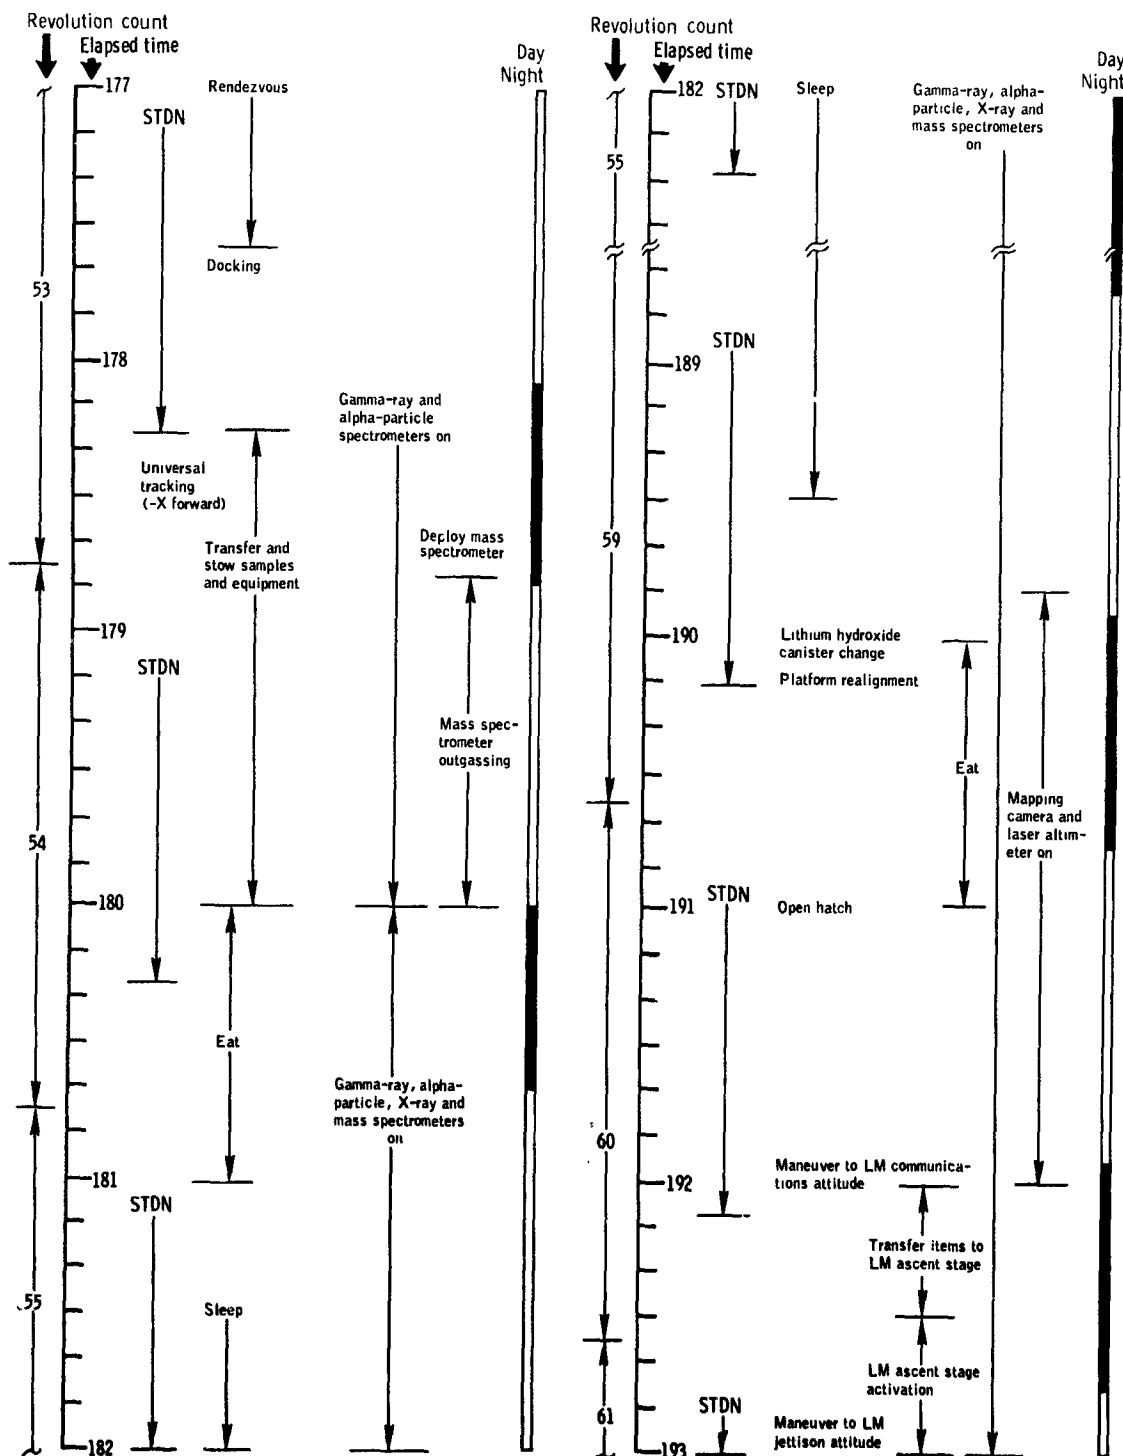 Revolution count
Elapsed time
Day
Night
177
Rendezvous
STDN
Docking
53
178
Gamma-ray and
alpha-particle
spectrometers on
Universal
tracking
(-X forward)
Transfer and
stow samples
and equipment
Deploy mass
spectrometer
179
STDN
Mass spec-
trometer
outgassing
54
180
Eat
Gamma-ray, alpha-
particle, X-ray and
mass spectrometers
on
181
STDN
55
Sleep
182
Revolution count
Elapsed time
Day
Night
182
STDN
Sleep
Gamma-ray, alpha-
particle, X-ray and
mass spectrometers
on
55
STDN
189
59
190
Lithium hydroxide
canister change
Platform realignment
Eat
Mapping
camera and
laser altim-
eter on
STDN
191
Open hatch
60
Maneuver to LM communica-
tions attitude
192
Transfer items to
LM ascent stage
LM ascent stage
activation
61
STDN
Maneuver to LM
jettison attitude
193